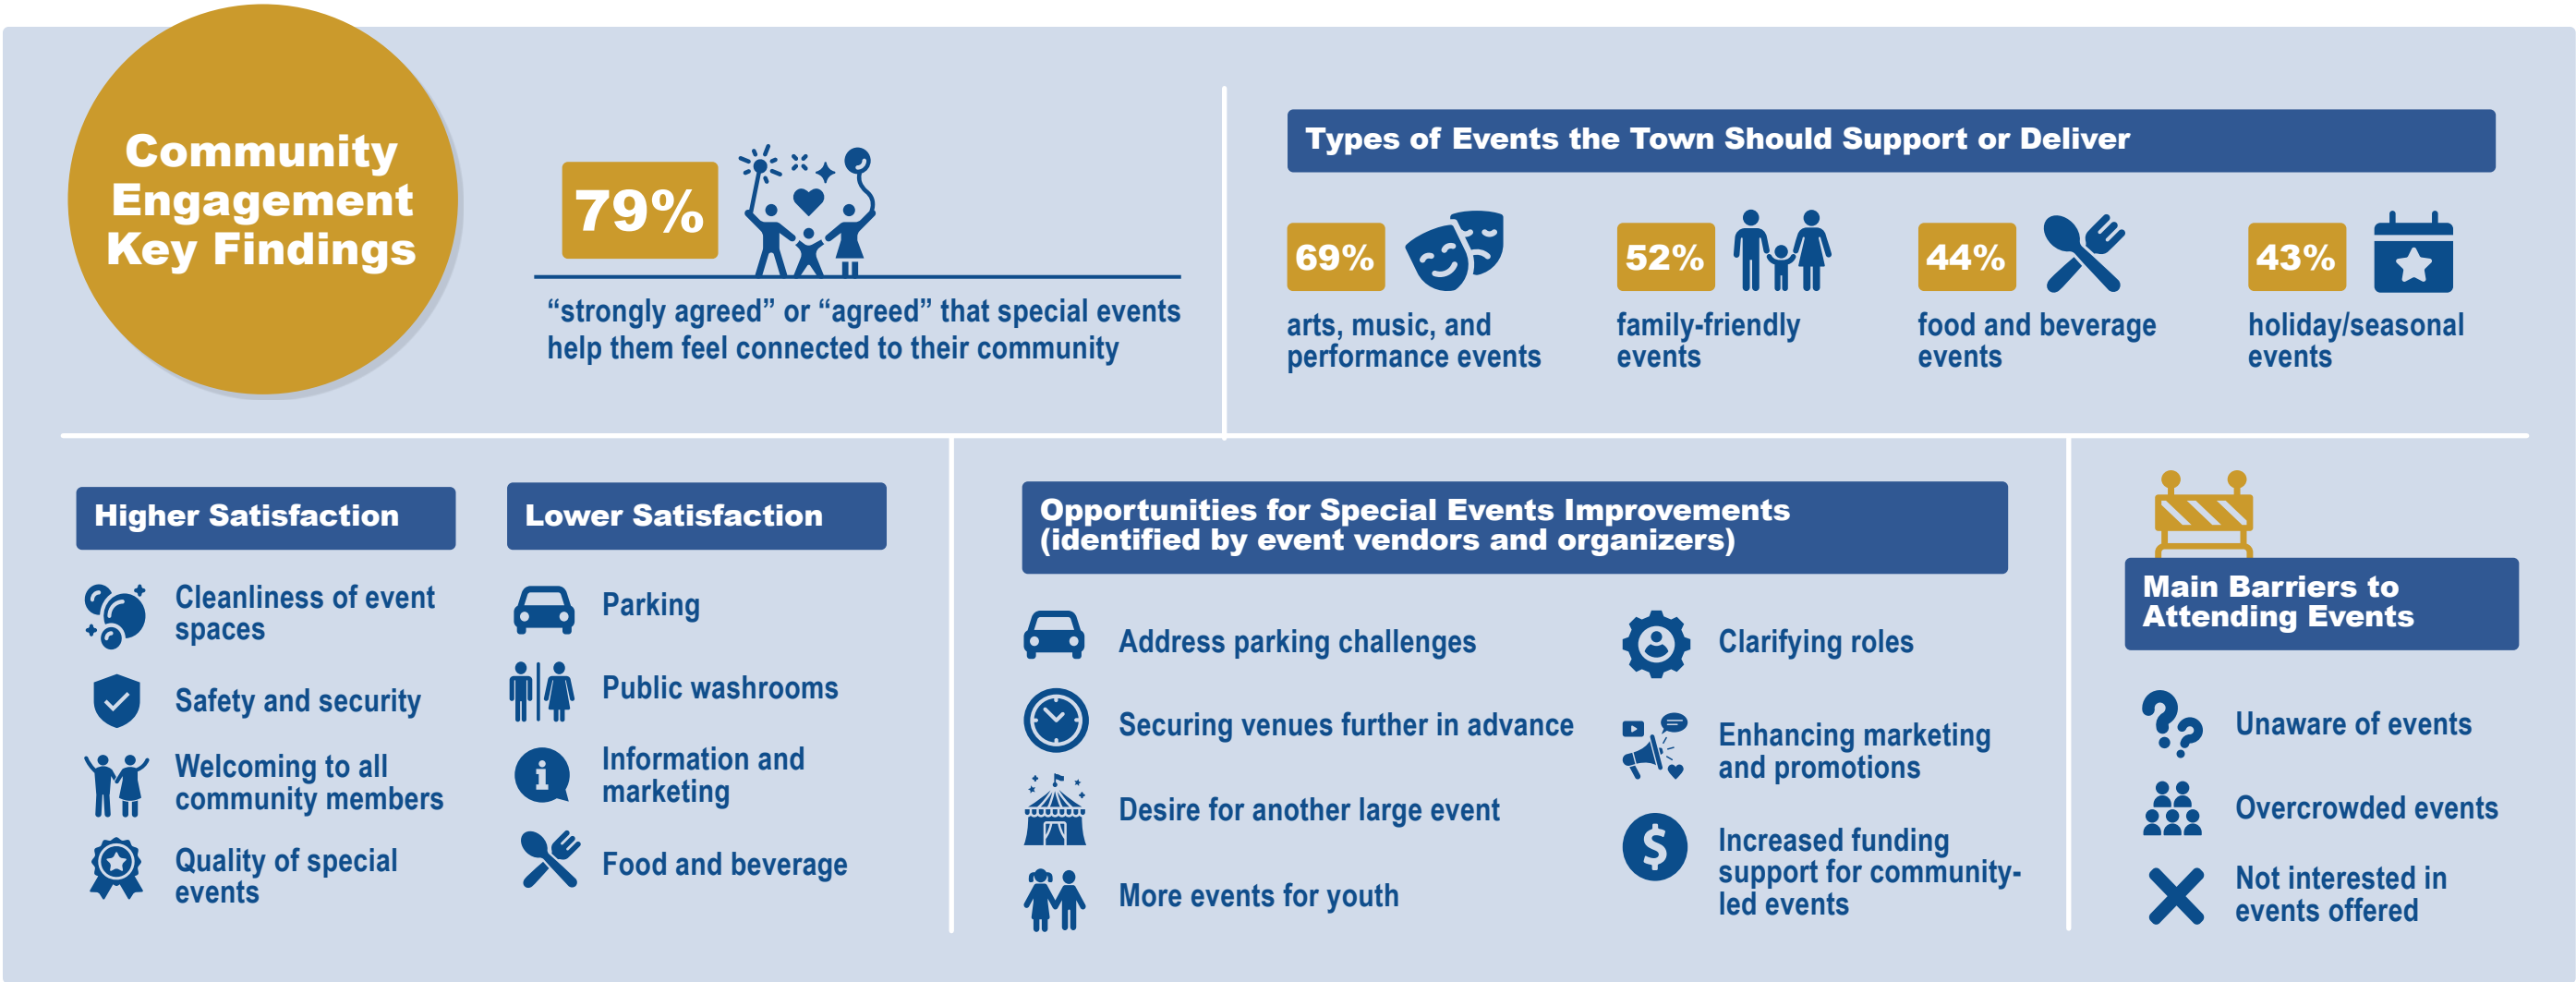 Community
Engagement
Key Findings
79%
“strongly agreed” or “agreed” that special events
help them feel connected to their community
Types of Events the Town Should Support or Deliver
69%
arts, music, and
performance events
52%
family-friendly
events
44%
food and beverage
events
43%
holiday/seasonal
events
Higher Satisfaction
Cleanliness of event
spaces
Safety and security
Welcoming to all
community members
Quality of special
events
Lower Satisfaction
Parking
Public washrooms
Information and
marketing
Food and beverage
Opportunities for Special Events Improvements
(identified by event vendors and organizers)
Address parking challenges
Securing venues further in advance
Desire for another large event
More events for youth
Clarifying roles
Enhancing marketing
and promotions
Increased funding
support for community-
led events
Main Barriers to
Attending Events
Unaware of events
Overcrowded events
Not interested in
events offered